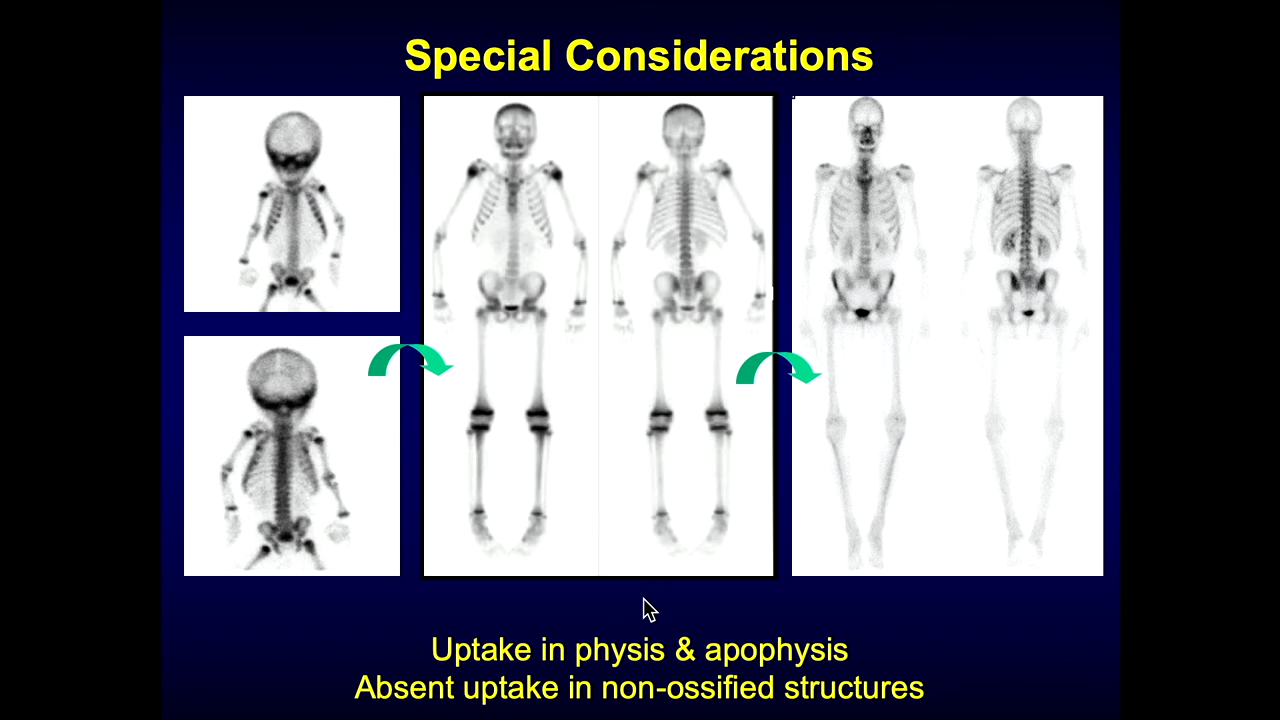 Special Considerations
Uptake in physis & apophysis
Absent uptake in non-ossified structures